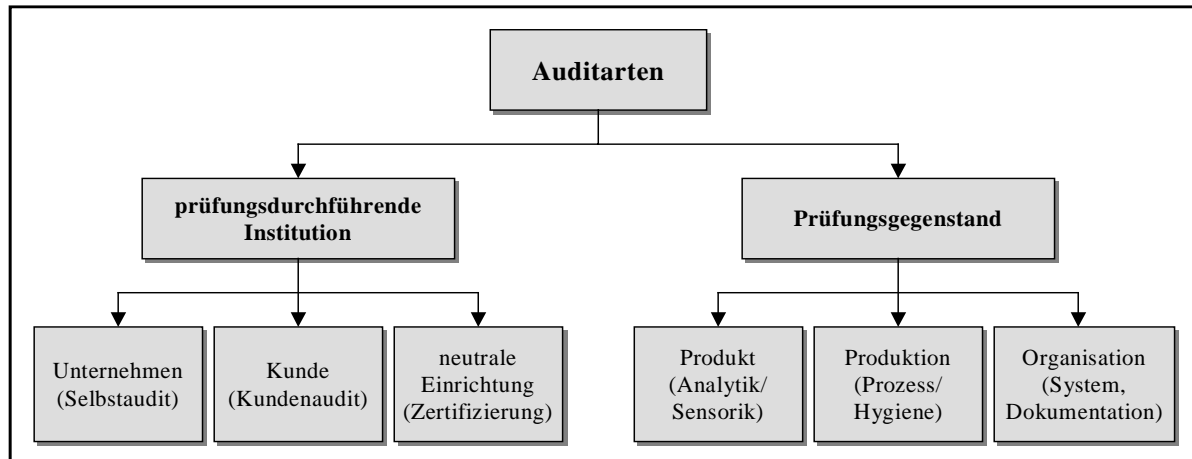 Auditarten
prüfungsdurchführende
Institution
Prüfungsgegenstand
Unternehmen
(Selbstaudit)
Kunde
(Kundenaudit)
neutrale
Einrichtung
(Zertifizierung)
Produkt
(Analytik/
Sensorik)
Produktion
(Prozess/
Hygiene)
Organisation
(System,
Dokumentation)